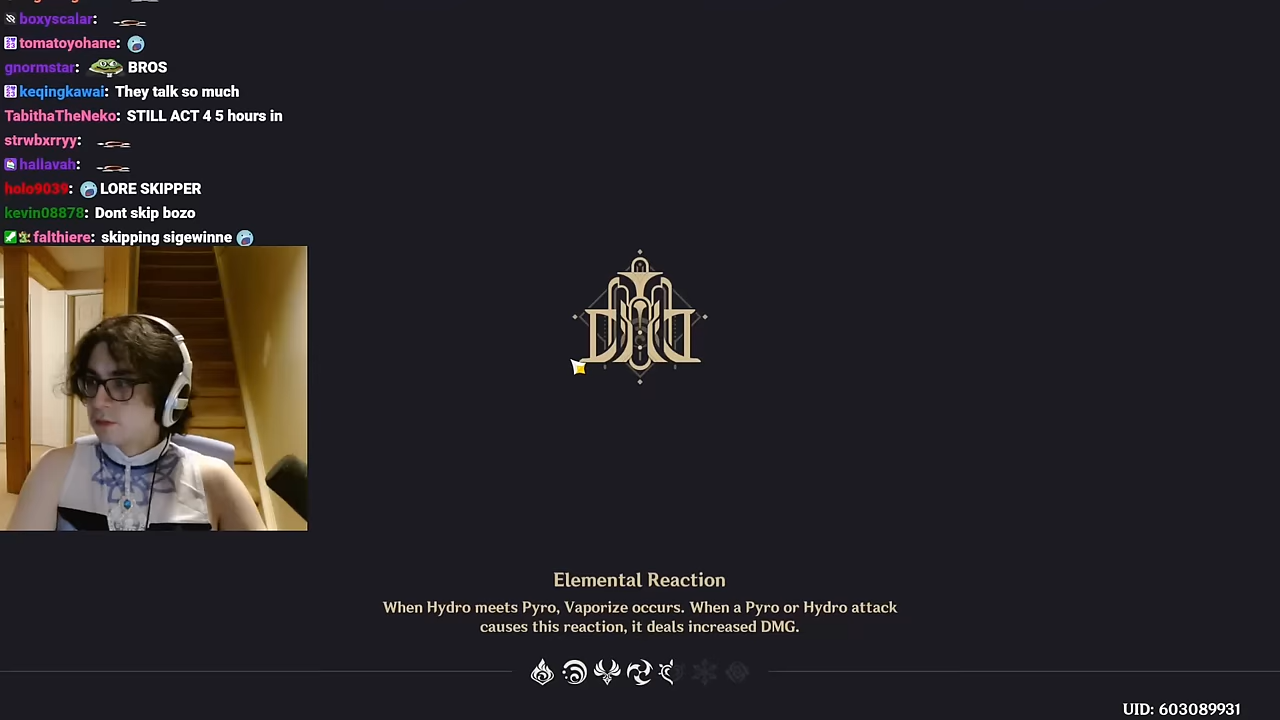 boxyscalar:
tomatoyohane:
gnormstar: BROS
keqingkawai: They talk so much
TabithaTheNeko: STILL ACT 4 5 hours in
strwbxrryy:
hallavah:
holo9039: LORE SKIPPER
kevin08878: Dont skip bozo
falthiere: skipping sigewinne
Elemental Reaction
When Hydro meets Pyro, Vaporize occurs. When a Pyro or Hydro attack
causes this reaction, it deals increased DMG.
UID: 603089931